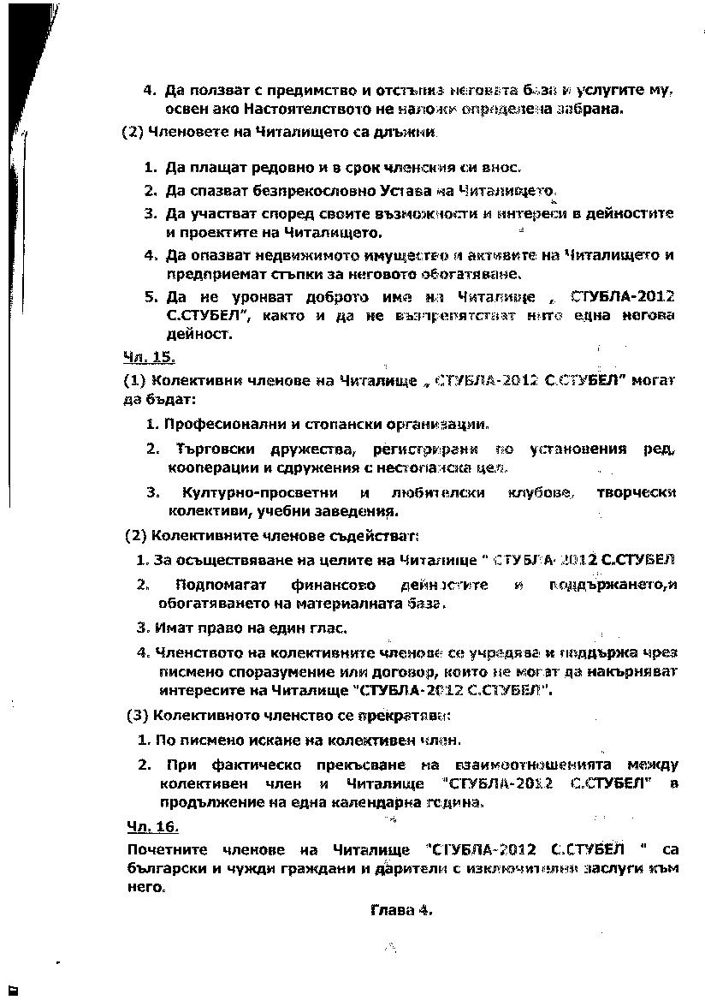 4. Да ползват с предимство и отстъпка неговата база и услугите му,
освен ако Настоятелството не наложи определена забрана.
(2) Членовете на Читалището са длъжни
1. Да плащат редовно и в срок членския си внос.
2. Да спазват безпрекословно Устава на Читалището.
3. Да участват според своите възможности и интереси в дейностите
и проектите на Читалището.
4. Да опазват недвижимото имущество и активите на Читалището и
предприемат стъпки за неговото обогатяване.
5. Да не уронват доброто име на Читалище „ СТУБЛА-2012
С.СТУБЕЛ", както и да не възпрепятстват нито една негова
дейност.
Чл. 15.
(1) Колективни членове на Читалище „ СТУБЛА-2012 С.СТУБЕЛ" могат
да бъдат:
1. Професионални и стопански организации.
2. Търговски дружества, регистрирани по установения ред,
кооперации и сдружения с нестопанска цел.
3. Културно-просветни и любителски клубове, творчески
колективи, учебни заведения.
(2) Колективните членове съдействат:
1. За осъществяване на целите на Читалище " СТУБЛА- 2012 С.СТУБЕЛ
2. Подпомагат финансово дейностите и поддържането,и
обогатяването на материалната база.
3. Имат право на един глас.
4. Членството на колективните членове се учредява и поддържа чрез
писмено споразумение или договор, които не могат да накърняват
интересите на Читалище "СТУБЛА-2012 С.СТУБЕЛ".
(3) Колективното членство се прекратява:
1. По писмено искане на колективен член.
2. При фактическо прекъсване на взаимоотношенията между
колективен член и Читалище "СТУБЛА-2012 С.СТУБЕЛ" в
продължение на една календарна година.
Чл. 16.
Почетните членове на Читалище "СТУБЛА-2012 С.СТУБЕЛ " са
български и чужди граждани и дарители с изключителни заслуги към
него.
Глава 4.